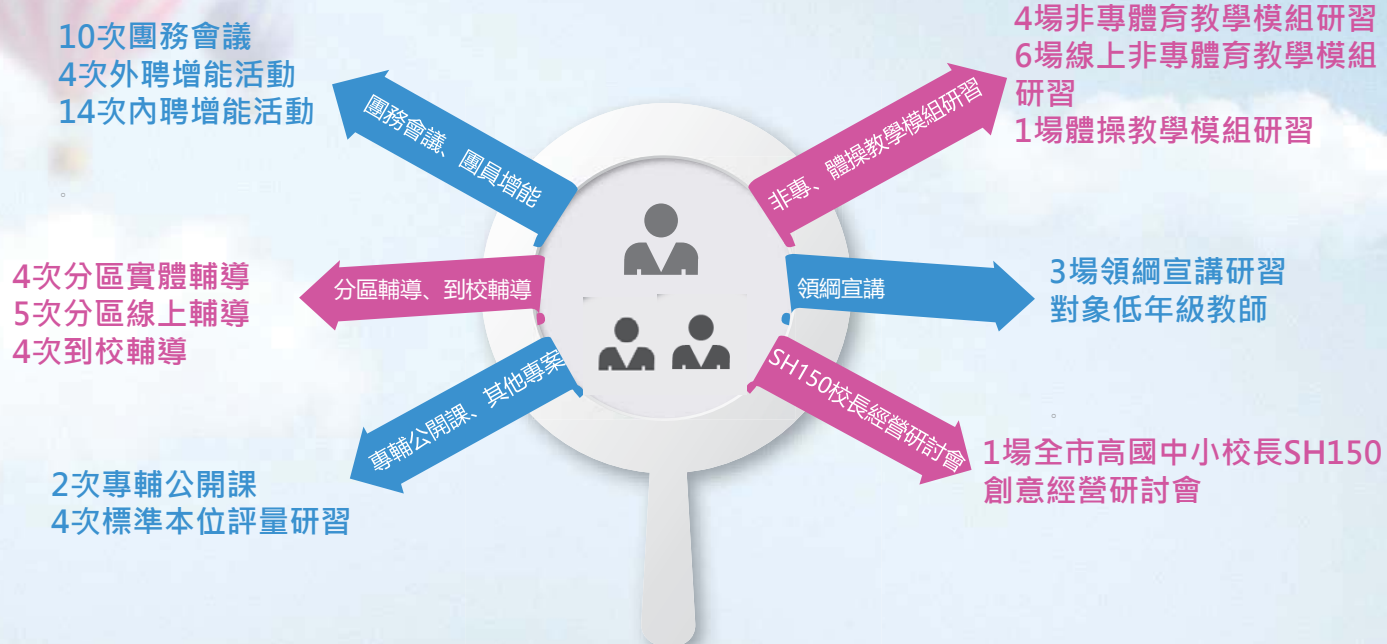 10次團務會議
4次外聘增能活動
14次內聘增能活動
。
團務會議、團員增能
4次分區實體輔導
5次分區線上輔導
4次到校輔導
分區輔導、到校輔導
2次專輔公開課
4次標準本位評量研習
專輔公開課、其他專案
4場非專體育教學模組研習
6場線上非專體育教學模組
研習
1場體操教學模組研習
非專、體操教學模組研習
3場領綱宣講研習
對象低年級教師
領綱宣講
。
1場全市高國中小校長SH150
創意經營研討會
SH150校長經營研討會